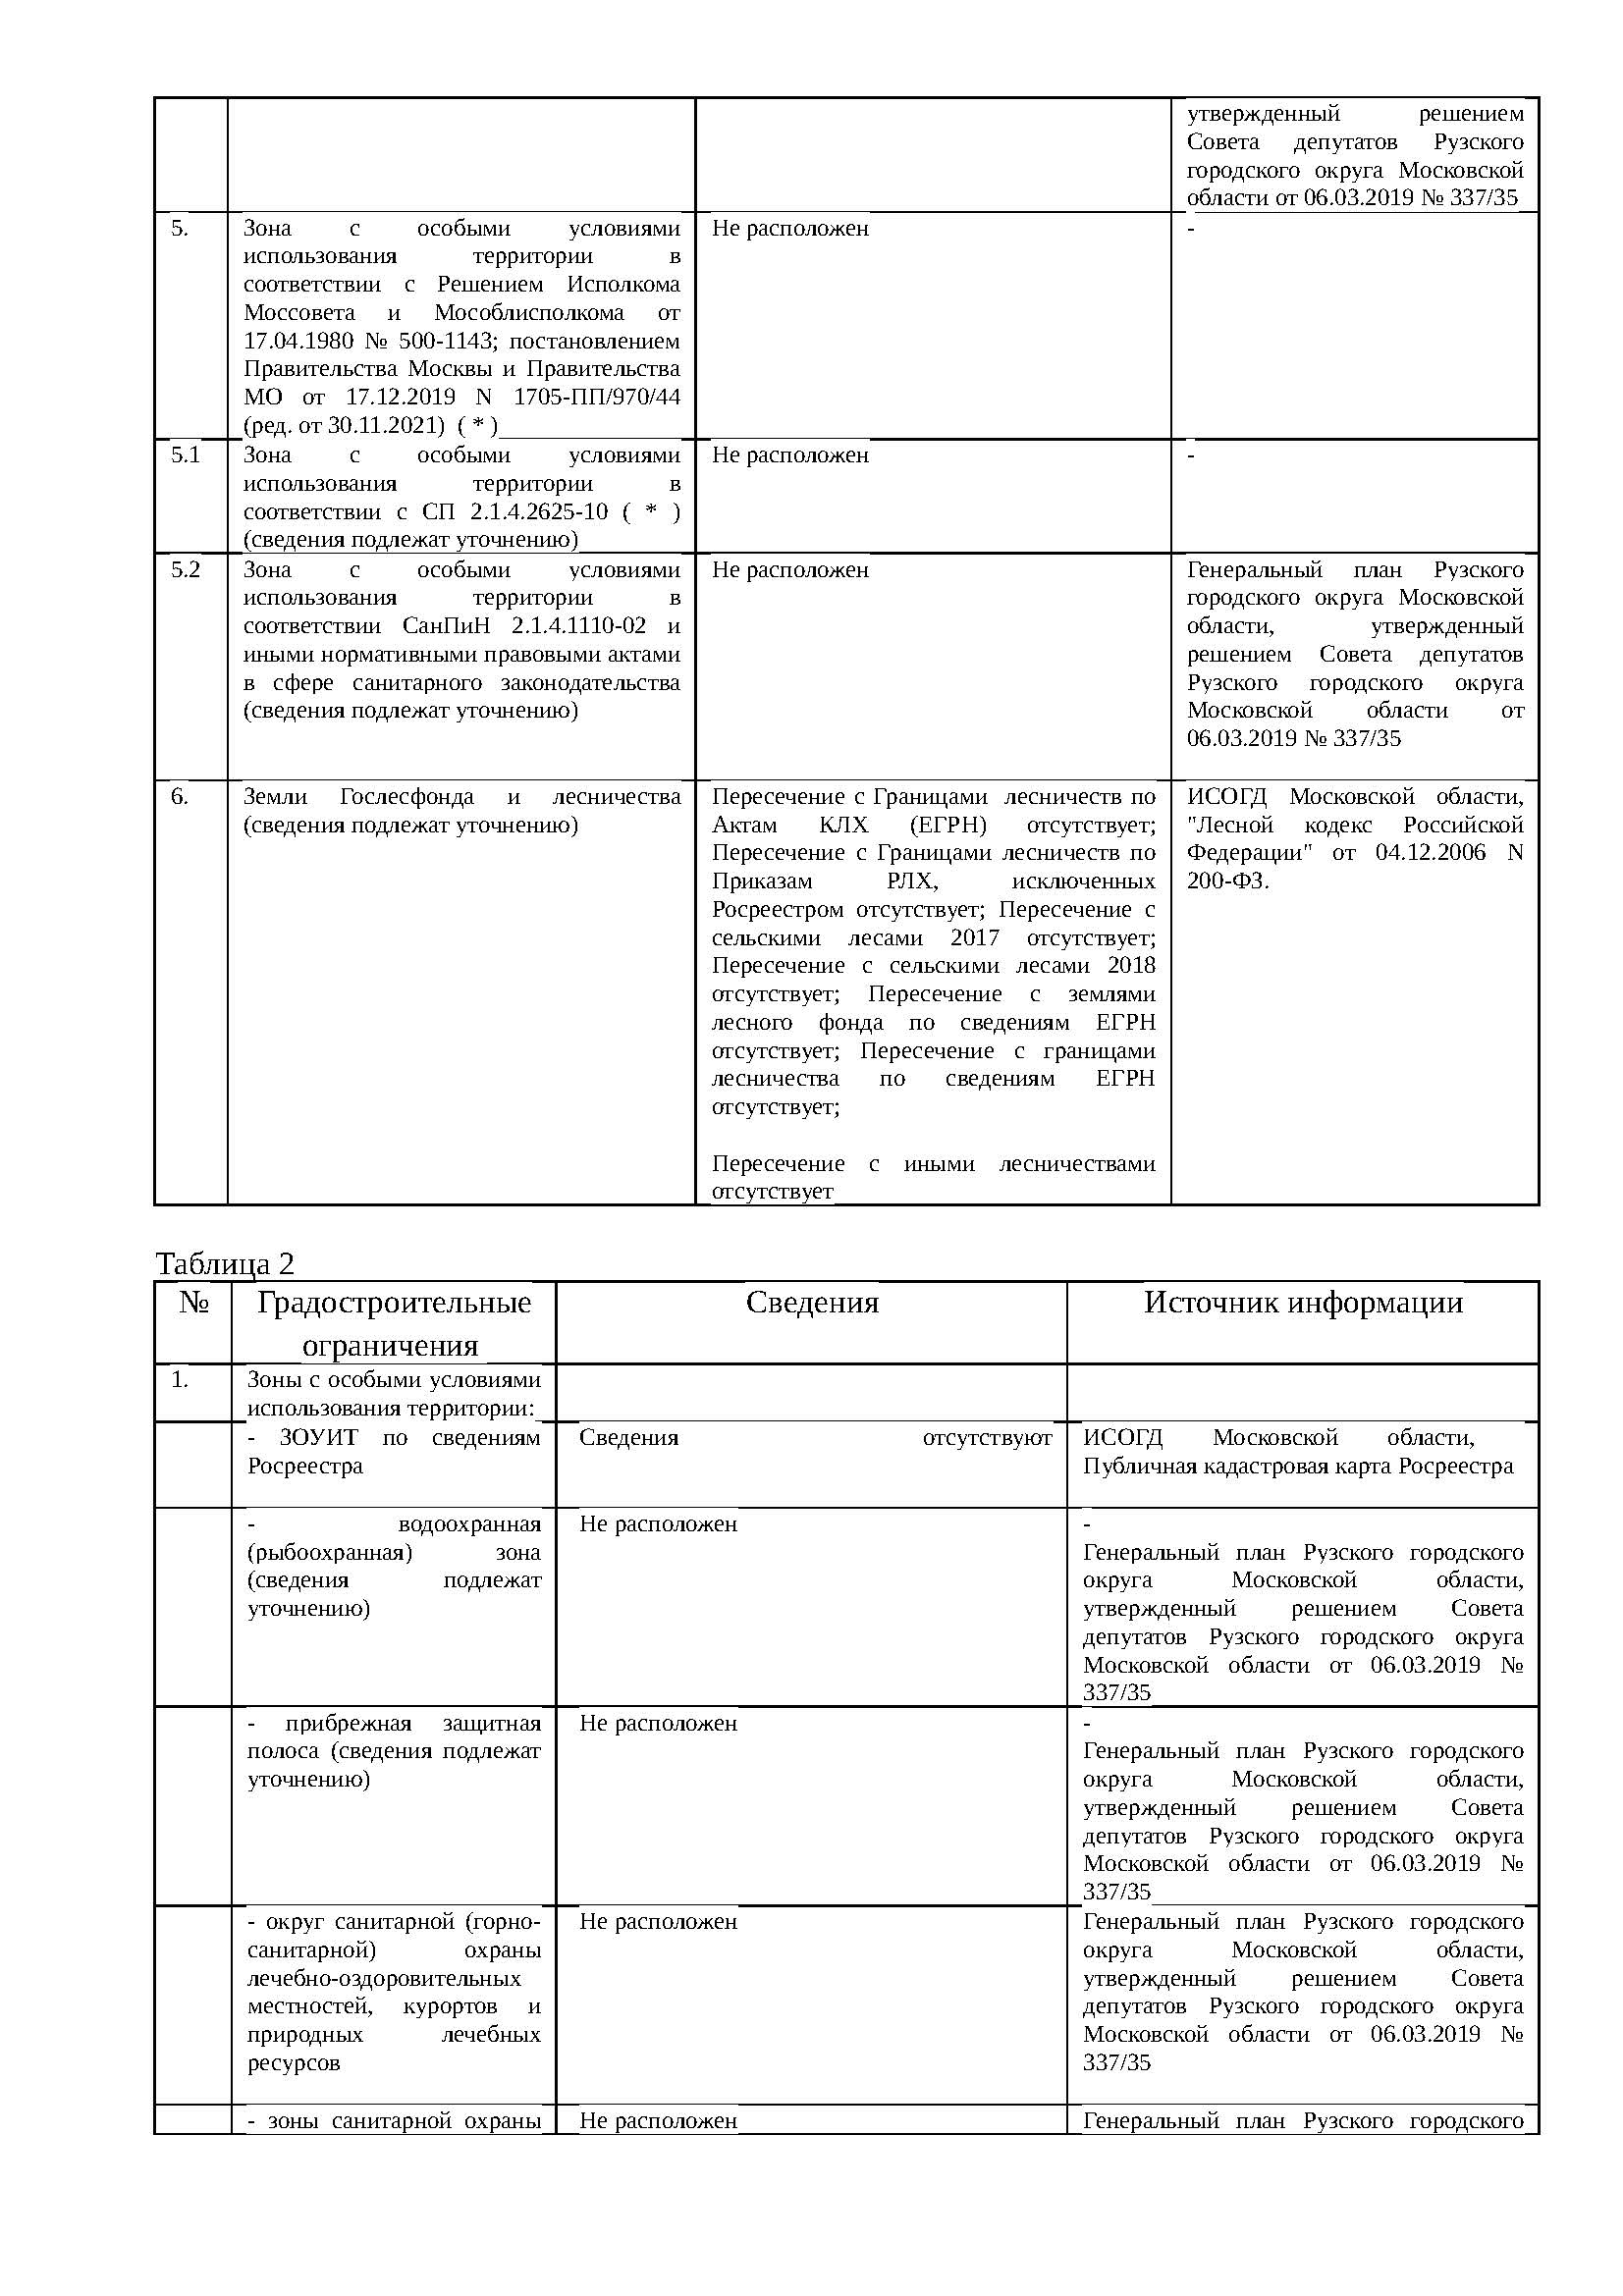 утвержденный решением
Совета депутатов Рузского
городского округа Московской
области от 06.03.2019 № 337/35
5.
Зона с особыми условиями
использования территории в
соответствии с Решением Исполкома
Моссовета и Мособлисполкома от
17.04.1980 № 500-1143; постановлением
Правительства Москвы и Правительства
МО от 17.12.2019 N 1705-ПП/970/44
(ред. от 30.11.2021) ( * )
Не расположен
-
5.1
Зона с особыми условиями
использования территории в
соответствии с СП 2.1.4.2625-10 ( * )
(сведения подлежат уточнению)
Не расположен
-
5.2
Зона с особыми условиями
использования территории в
соответствии СанПиН 2.1.4.1110-02 и
иными нормативными правовыми актами
в сфере санитарного законодательства
(сведения подлежат уточнению)
Не расположен
Генеральный план Рузского
городского округа Московской
области, утвержденный
решением Совета депутатов
Рузского городского округа
Московской области от
06.03.2019 № 337/35
6.
Земли Гослесфонда и лесничества
(сведения подлежат уточнению)
Пересечение с Границами лесничеств по
Актам КЛХ (ЕГРН) отсутствует;
Пересечение с Границами лесничеств по
Приказам РЛХ, исключенных
Росреестром отсутствует; Пересечение с
сельскими лесами 2017 отсутствует;
Пересечение с сельскими лесами 2018
отсутствует; Пересечение с землями
лесного фонда по сведениям ЕГРН
отсутствует; Пересечение с границами
лесничества по сведениям ЕГРН
отсутствует;
Пересечение с иными лесничествами
отсутствует
ИСОГД Московской области,
"Лесной кодекс Российской
Федерации" от 04.12.2006 N
200-ФЗ.
Таблица 2
№
Градостроительные
ограничения
Сведения
Источник информации
1.
Зоны с особыми условиями
использования территории:
- ЗОУИТ по сведениям
Росреестра
Сведения отсутствуют
ИСОГД Московской области,
Публичная кадастровая карта Росреестра
- водоохранная
(рыбоохранная) зона
(сведения подлежат
уточнению)
Не расположен
-
Генеральный план Рузского городского
округа Московской области,
утвержденный решением Совета
депутатов Рузского городского округа
Московской области от 06.03.2019 №
337/35
- прибрежная защитная
полоса (сведения подлежат
уточнению)
Не расположен
-
Генеральный план Рузского городского
округа Московской области,
утвержденный решением Совета
депутатов Рузского городского округа
Московской области от 06.03.2019 №
337/35
- округ санитарной (горно-
санитарной) охраны
лечебно-оздоровительных
местностей, курортов и
природных лечебных
ресурсов
Не расположен
Генеральный план Рузского городского
округа Московской области,
утвержденный решением Совета
депутатов Рузского городского округа
Московской области от 06.03.2019 №
337/35
- зоны санитарной охраны
Не расположен
Генеральный план Рузского городского